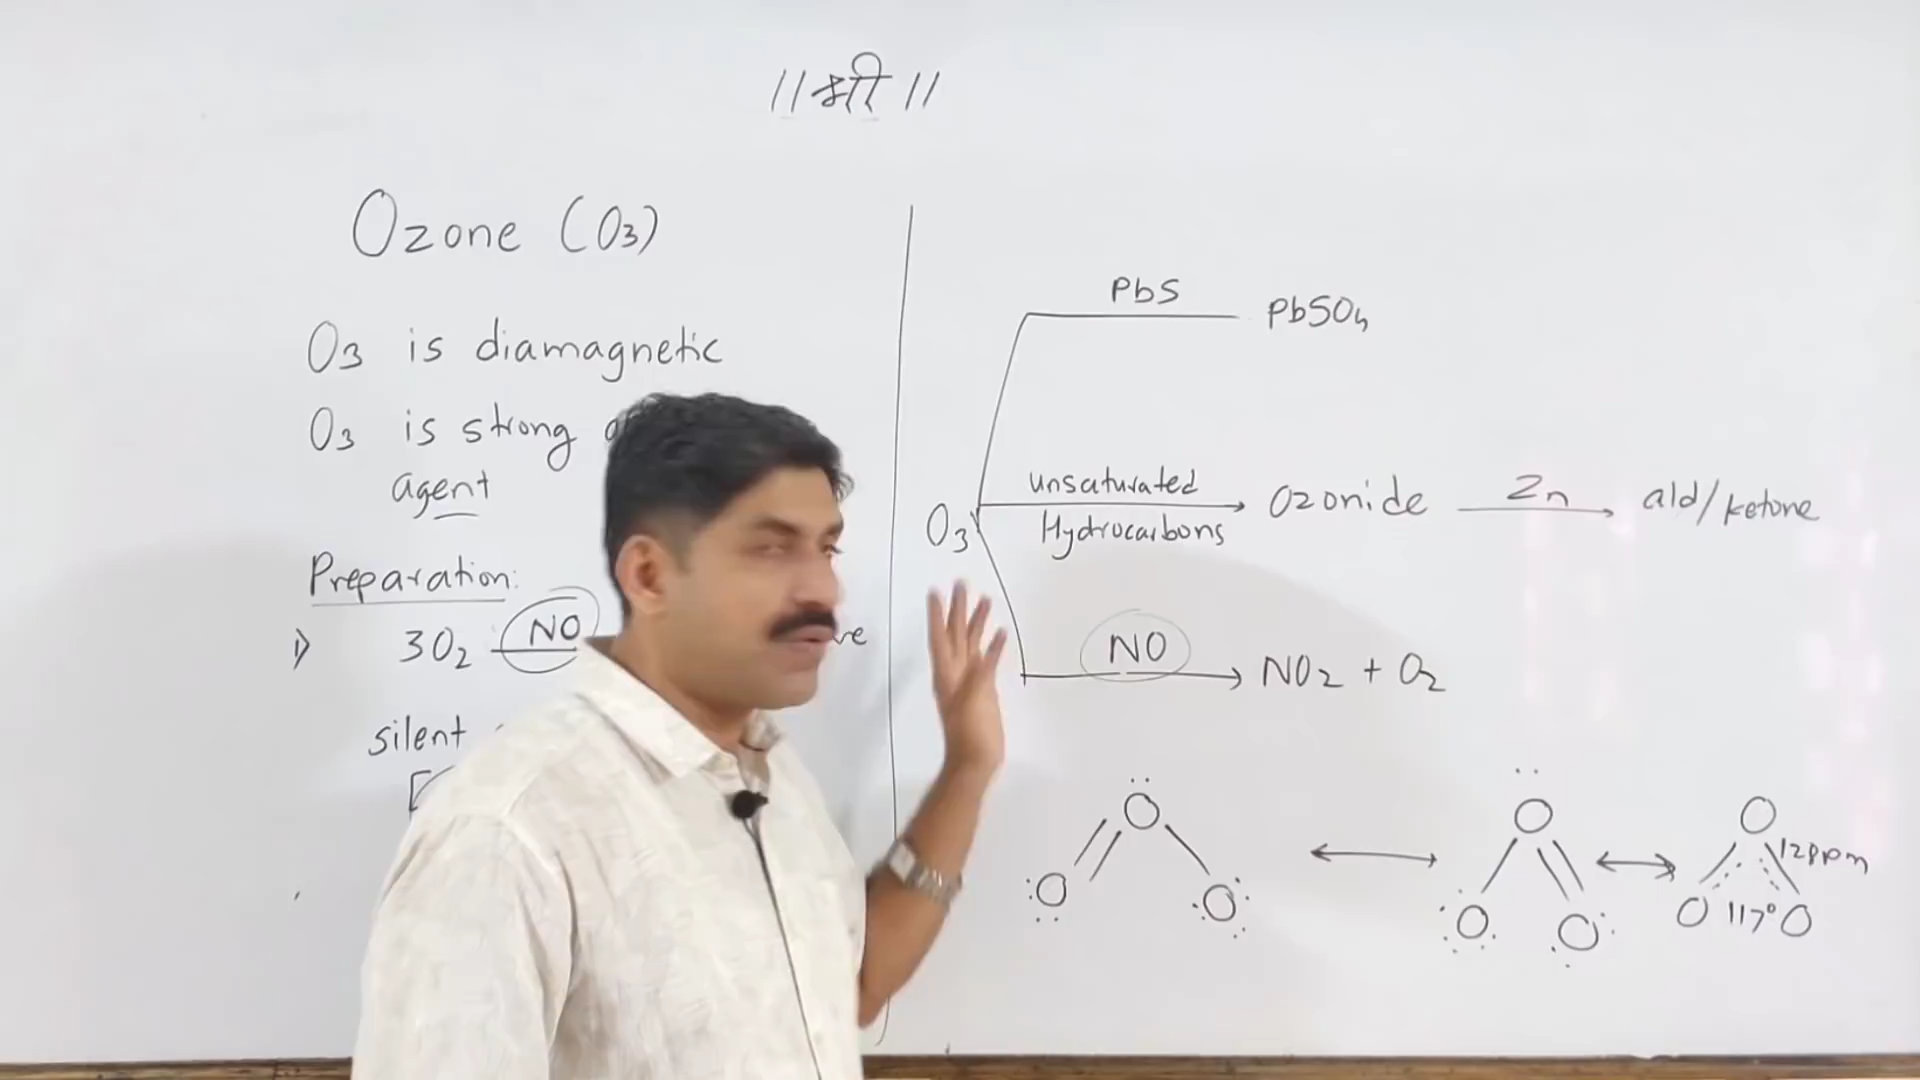 ॥ श्री ॥
Ozone (O3)
O3 is diamagnetic
O3 is strong
agent
Preparation:
1) 3O2 NO
silent
PbS
PbSO4
O3
unsaturated
Hydrocarbons
Ozonide
Zn
ald/ketone
NO
NO2 + O2
O
O O
O
O O
O
128pm
O 117° O